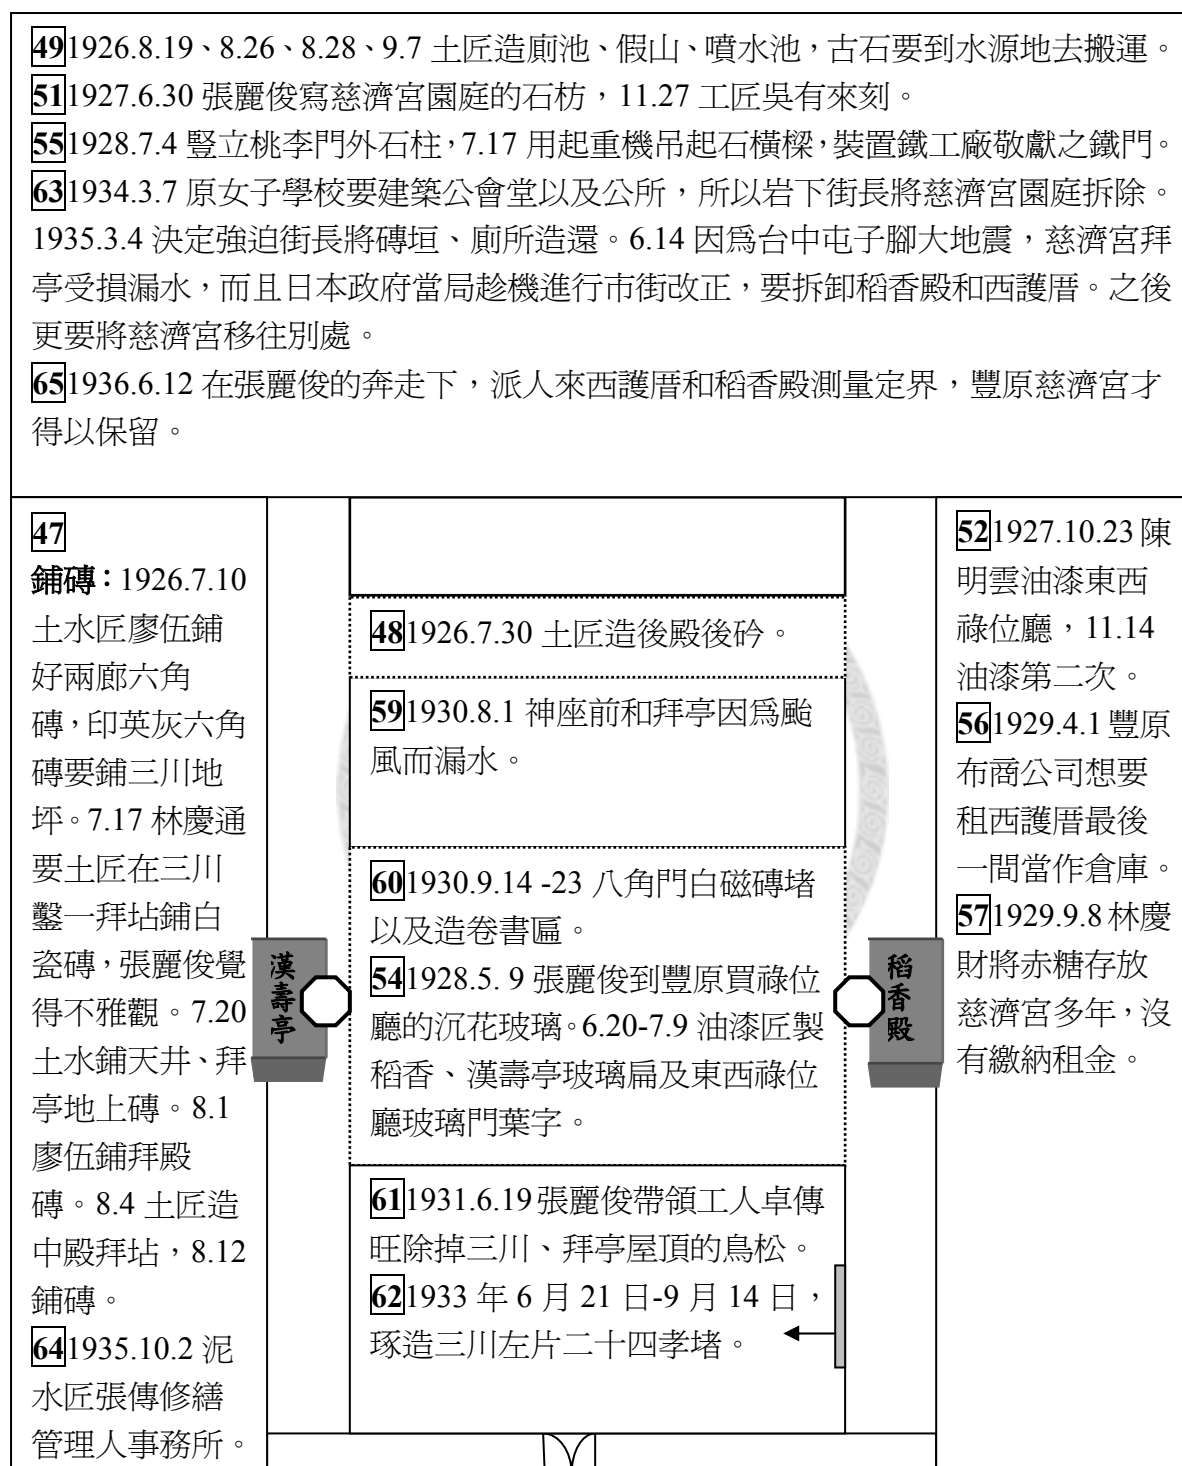 49 1926.8.19、8.26、8.28、9.7 土匠造廁池、假山、噴水池，古石要到水源地去搬運。
51 1927.6.30 張麗俊寫慈濟宮園庭的石枋，11.27 工匠吳有來刻。
55 1928.7.4 豎立桃李門外石柱，7.17 用起重機吊起石橫樑，裝置鐵工廠敬獻之鐵門。
63 1934.3.7 原女子學校要建築公會堂以及公所，所以岩下街長將慈濟宮園庭拆除。
1935.3.4 決定強迫街長將磚垣、廁所造還。6.14 因爲台中屯子腳大地震，慈濟宮拜
亭受損漏水，而且日本政府當局趁機進行市街改正，要拆卸稻香殿和西護厝。之後
更要將慈濟宮移往別處。
65 1936.6.12 在張麗俊的奔走下，派人來西護厝和稻香殿測量定界，豐原慈濟宮才
得以保留。
47
鋪磚：1926.7.10
土水匠廖伍鋪
好兩廊六角
磚，印英灰六角
磚要鋪三川地
坪。7.17 林慶通
要土匠在三川
鑿一拜坫鋪白
瓷磚，張麗俊覺
得不雅觀。7.20
土水鋪天井、拜
亭地上磚。8.1
廖伍鋪拜殿
磚。8.4 土匠造
中殿拜坫，8.12
鋪磚。
64 1935.10.2 泥
水匠張傳修繕
管理人事務所。
漢壽亭
48 1926.7.30 土匠造後殿後砛。
59 1930.8.1 神座前和拜亭因爲颱
風而漏水。
60 1930.9.14 -23 八角門白磁磚堵
以及造卷書匾。
54 1928.5. 9 張麗俊到豐原買祿位
廳的沉花玻璃。6.20-7.9 油漆匠製
稻香、漢壽亭玻璃扁及東西祿位
廳玻璃門葉字。
61 1931.6.19 張麗俊帶領工人卓傳
旺除掉三川、拜亭屋頂的鳥松。
62 1933 年 6 月 21 日-9 月 14 日，
琢造三川左片二十四孝堵。
稻香殿
52 1927.10.23 陳
明雲油漆東西
祿位廳，11.14
油漆第二次。
56 1929.4.1 豐原
布商公司想要
租西護厝最後
一間當作倉庫。
57 1929.9.8 林慶
財將赤糖存放
慈濟宮多年，沒
有繳納租金。